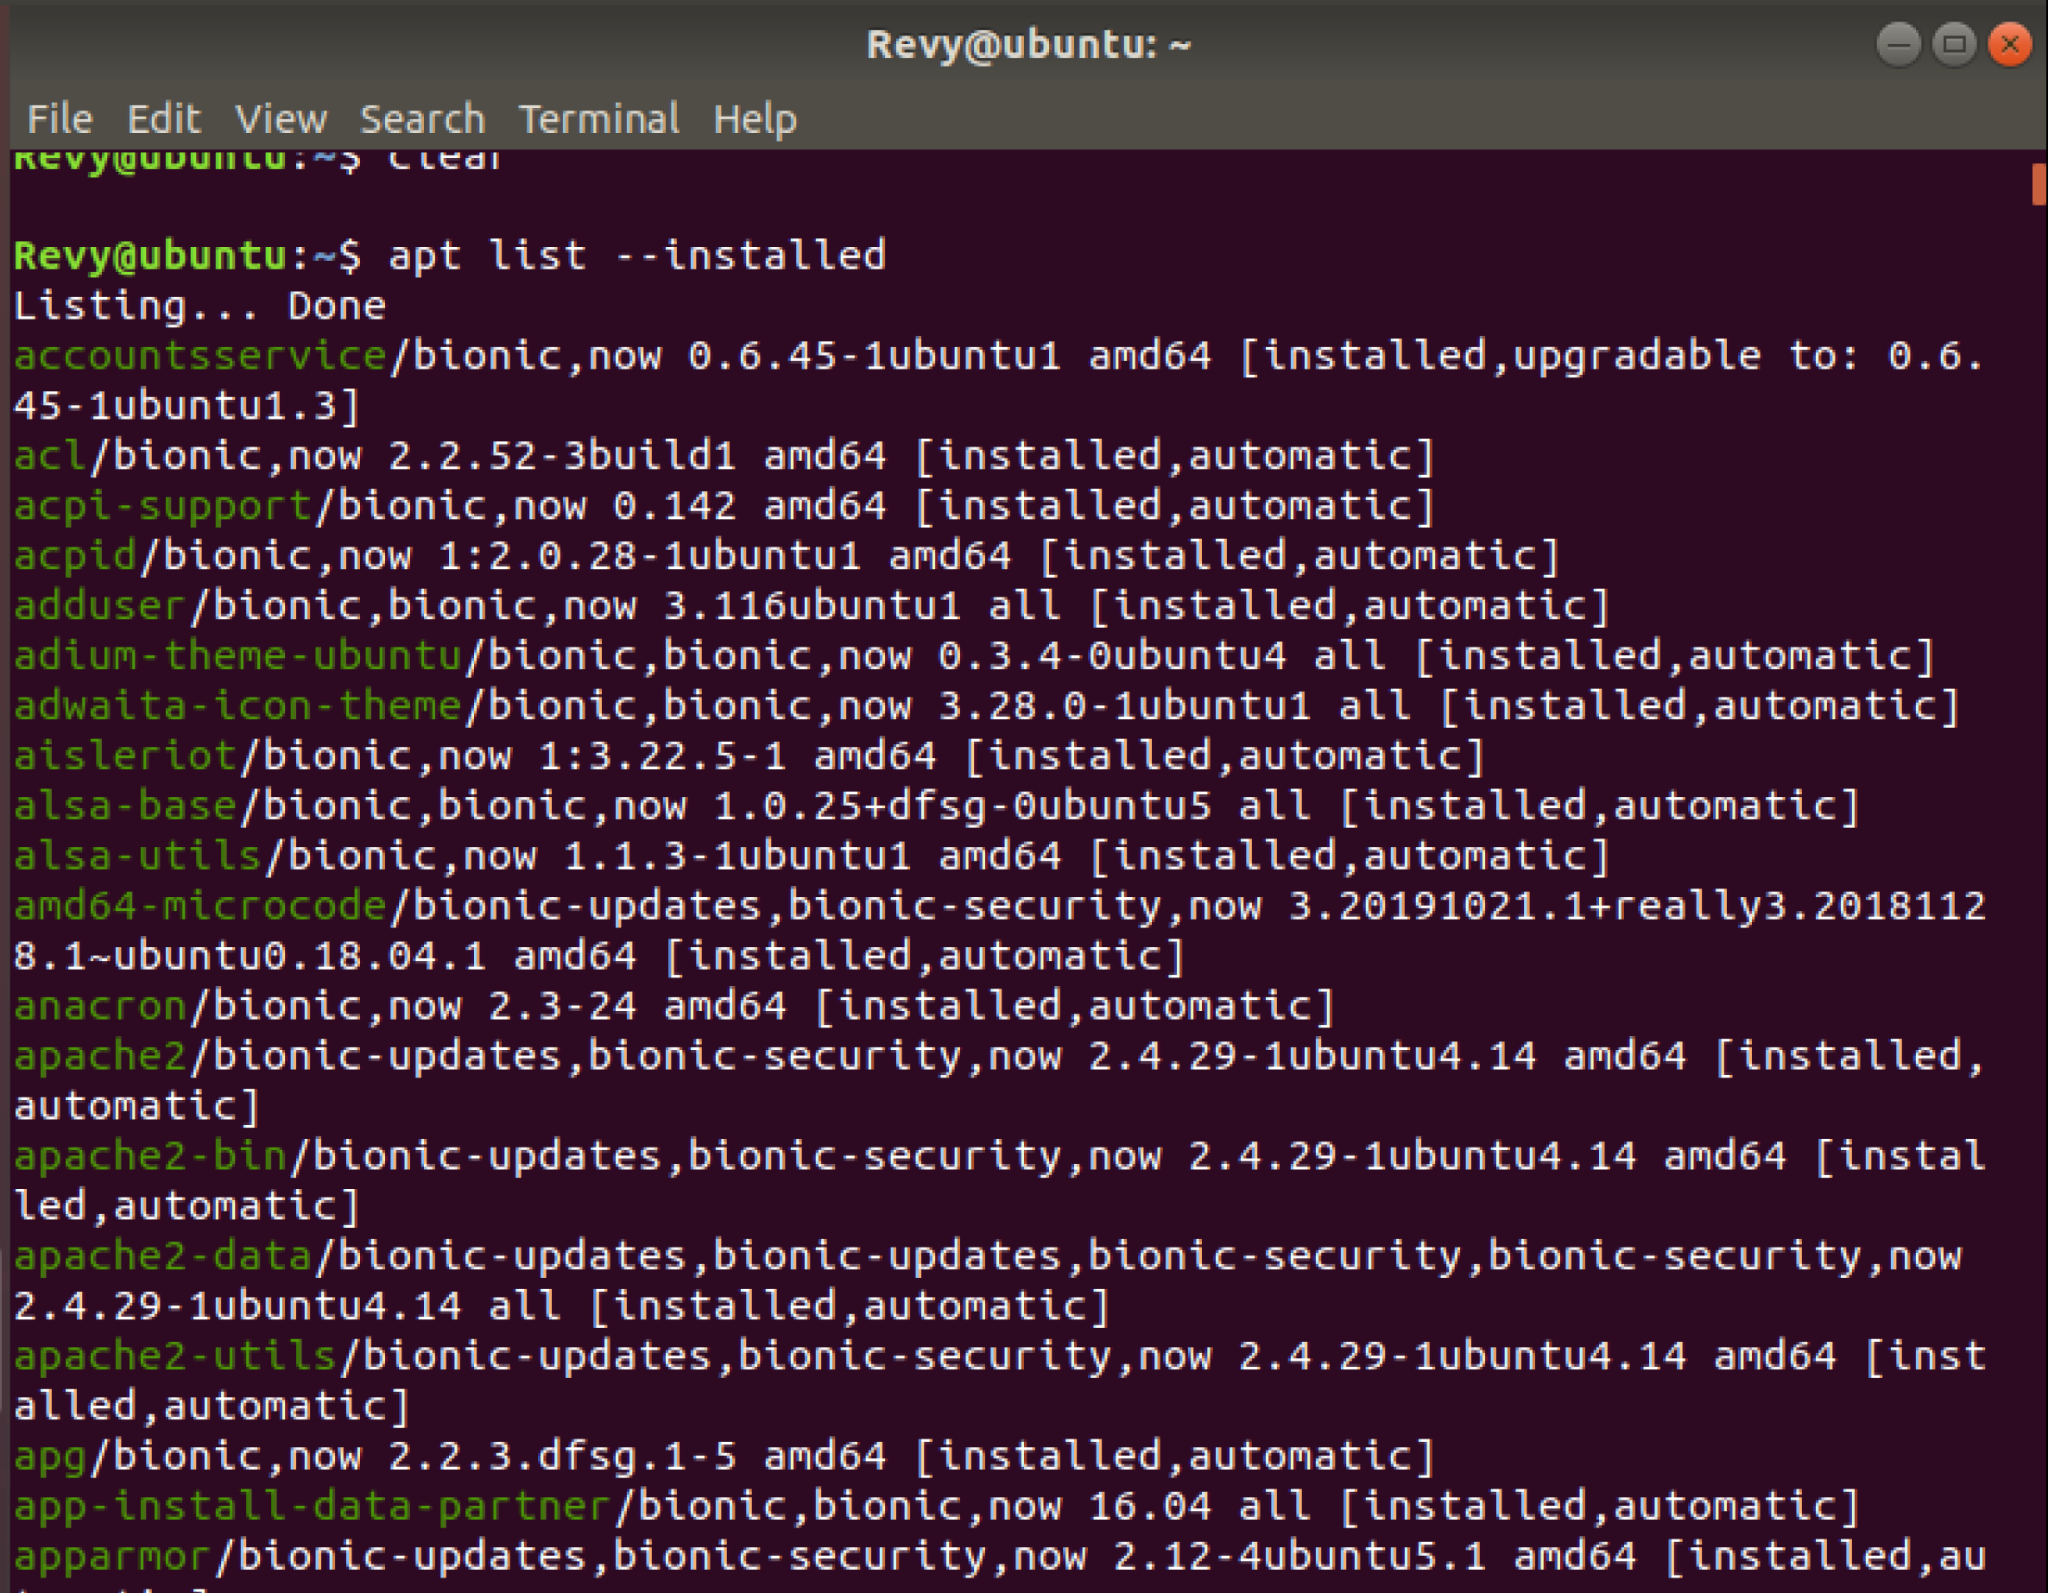 Revy@ubuntu: ~
File Edit View Search Terminal Help
Revy@ubuntu:~$ clear
Revy@ubuntu:~$ apt list --installed
Listing... Done
accountsservice/bionic,now 0.6.45-1ubuntu1 amd64 [installed,upgradable to: 0.6.
45-1ubuntu1.3]
acl/bionic,now 2.2.52-3build1 amd64 [installed,automatic]
acpi-support/bionic,now 0.142 amd64 [installed,automatic]
acpid/bionic,now 1:2.0.28-1ubuntu1 amd64 [installed,automatic]
adduser/bionic,bionic,now 3.116ubuntu1 all [installed,automatic]
adium-theme-ubuntu/bionic,bionic,now 0.3.4-0ubuntu4 all [installed,automatic]
adwaita-icon-theme/bionic,bionic,now 3.28.0-1ubuntu1 all [installed,automatic]
aisleriot/bionic,now 1:3.22.5-1 amd64 [installed,automatic]
alsa-base/bionic,bionic,now 1.0.25+dfsg-0ubuntu5 all [installed,automatic]
alsa-utils/bionic,now 1.1.3-1ubuntu1 amd64 [installed,automatic]
amd64-microcode/bionic-updates,bionic-security,now 3.20191021.1+really3.2018112
8.1~ubuntu0.18.04.1 amd64 [installed,automatic]
anacron/bionic,now 2.3-24 amd64 [installed,automatic]
apache2/bionic-updates,bionic-security,now 2.4.29-1ubuntu4.14 amd64 [installed,
automatic]
apache2-bin/bionic-updates,bionic-security,now 2.4.29-1ubuntu4.14 amd64 [instal
led,automatic]
apache2-data/bionic-updates,bionic-updates,bionic-security,bionic-security,now
2.4.29-1ubuntu4.14 all [installed,automatic]
apache2-utils/bionic-updates,bionic-security,now 2.4.29-1ubuntu4.14 amd64 [inst
alled,automatic]
apg/bionic,now 2.2.3.dfsg.1-5 amd64 [installed,automatic]
app-install-data-partner/bionic,bionic,now 16.04 all [installed,automatic]
apparmor/bionic-updates,bionic-security,now 2.12-4ubuntu5.1 amd64 [installed,au